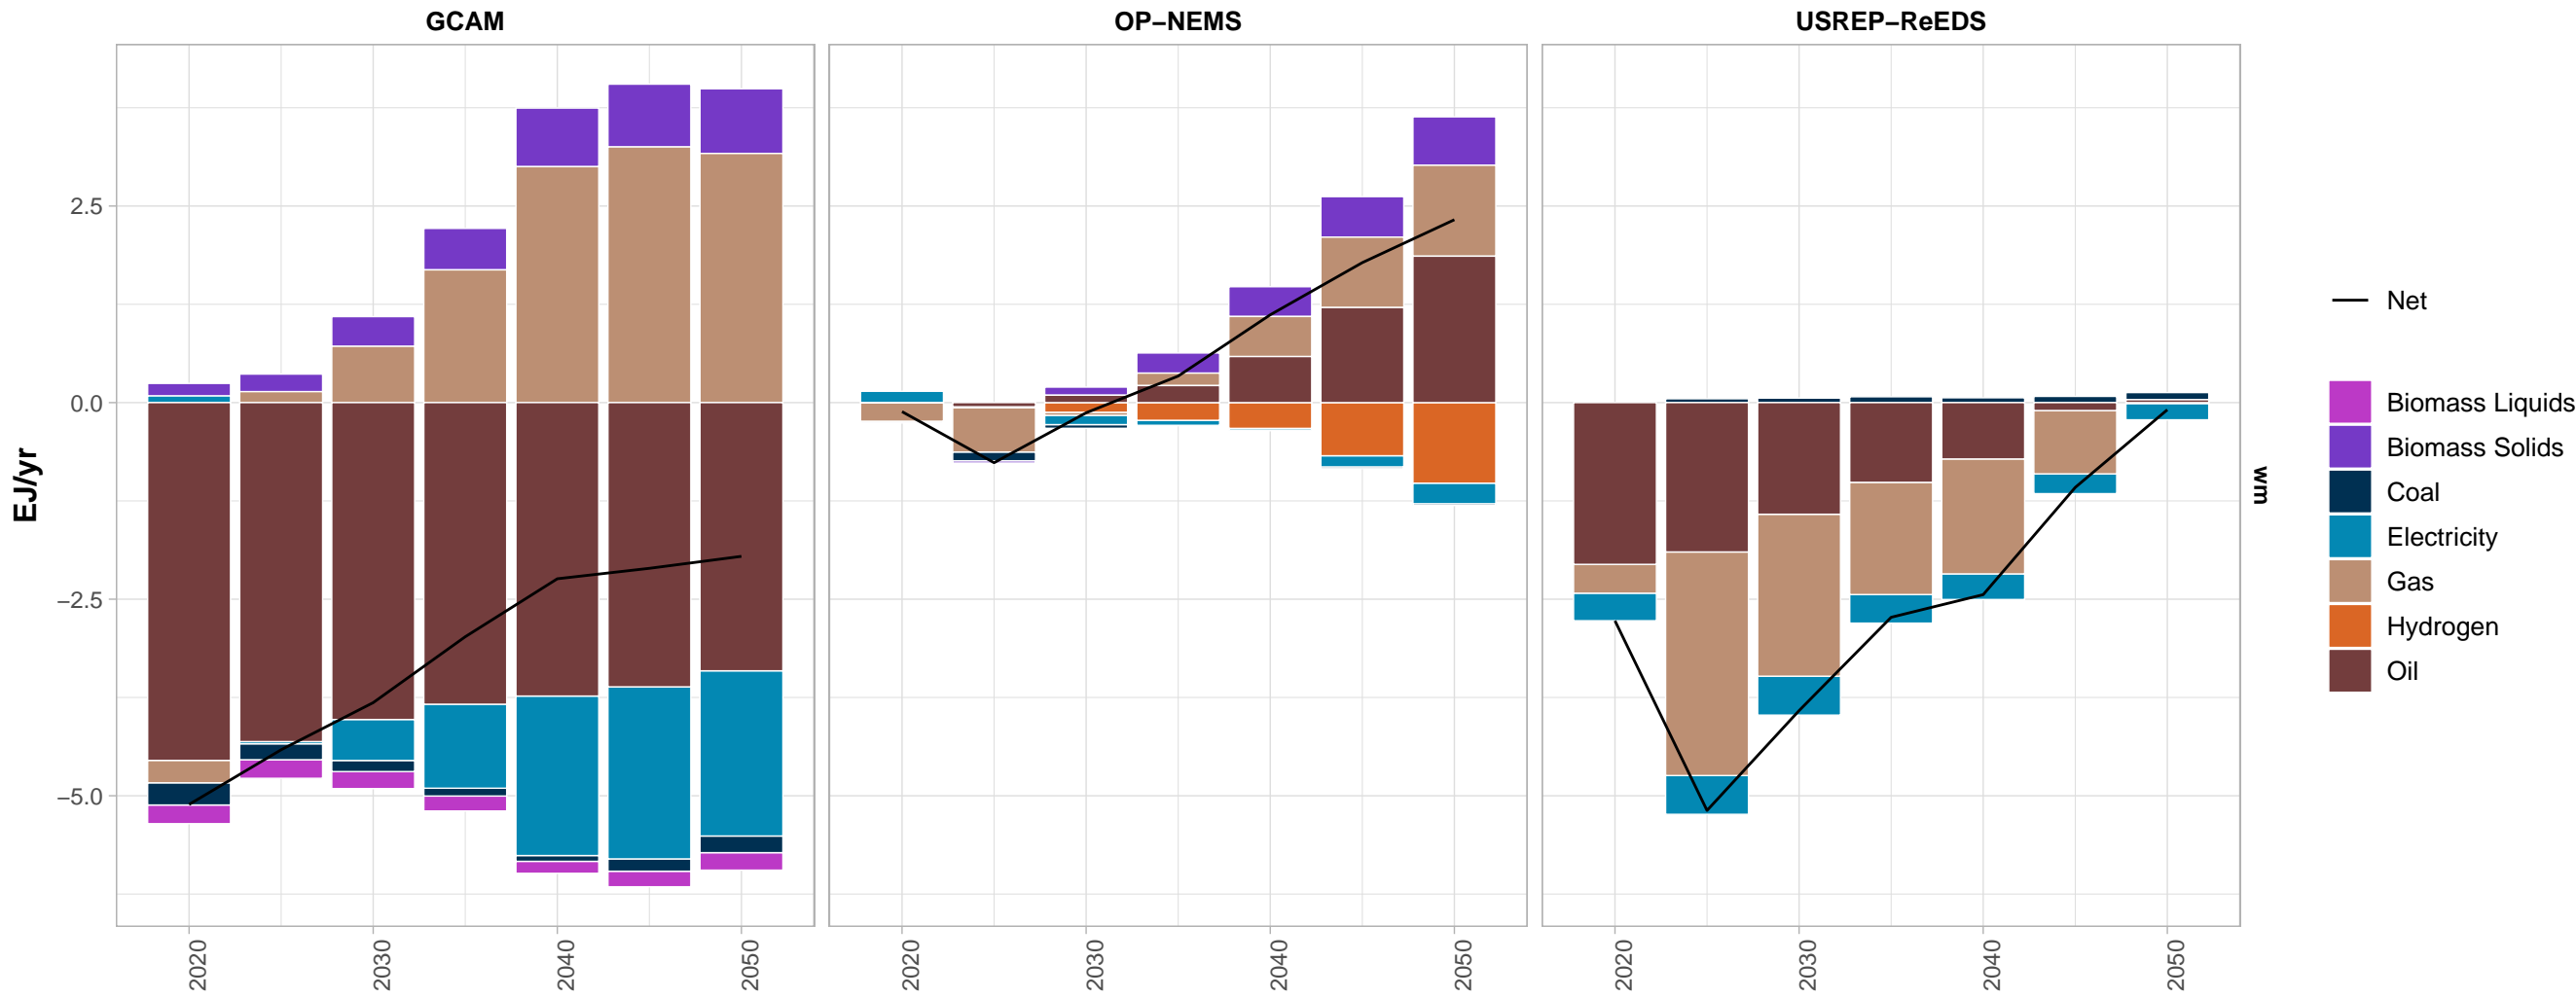 GCAM
OP−NEMS
USREP−ReEDS
EJ/yr
2.5
0.0
−2.5
−5.0
2020
2030
2040
2050
2020
2030
2040
2050
2020
2030
2040
2050
wm
Net
Biomass Liquids
Biomass Solids
Coal
Electricity
Gas
Hydrogen
Oil